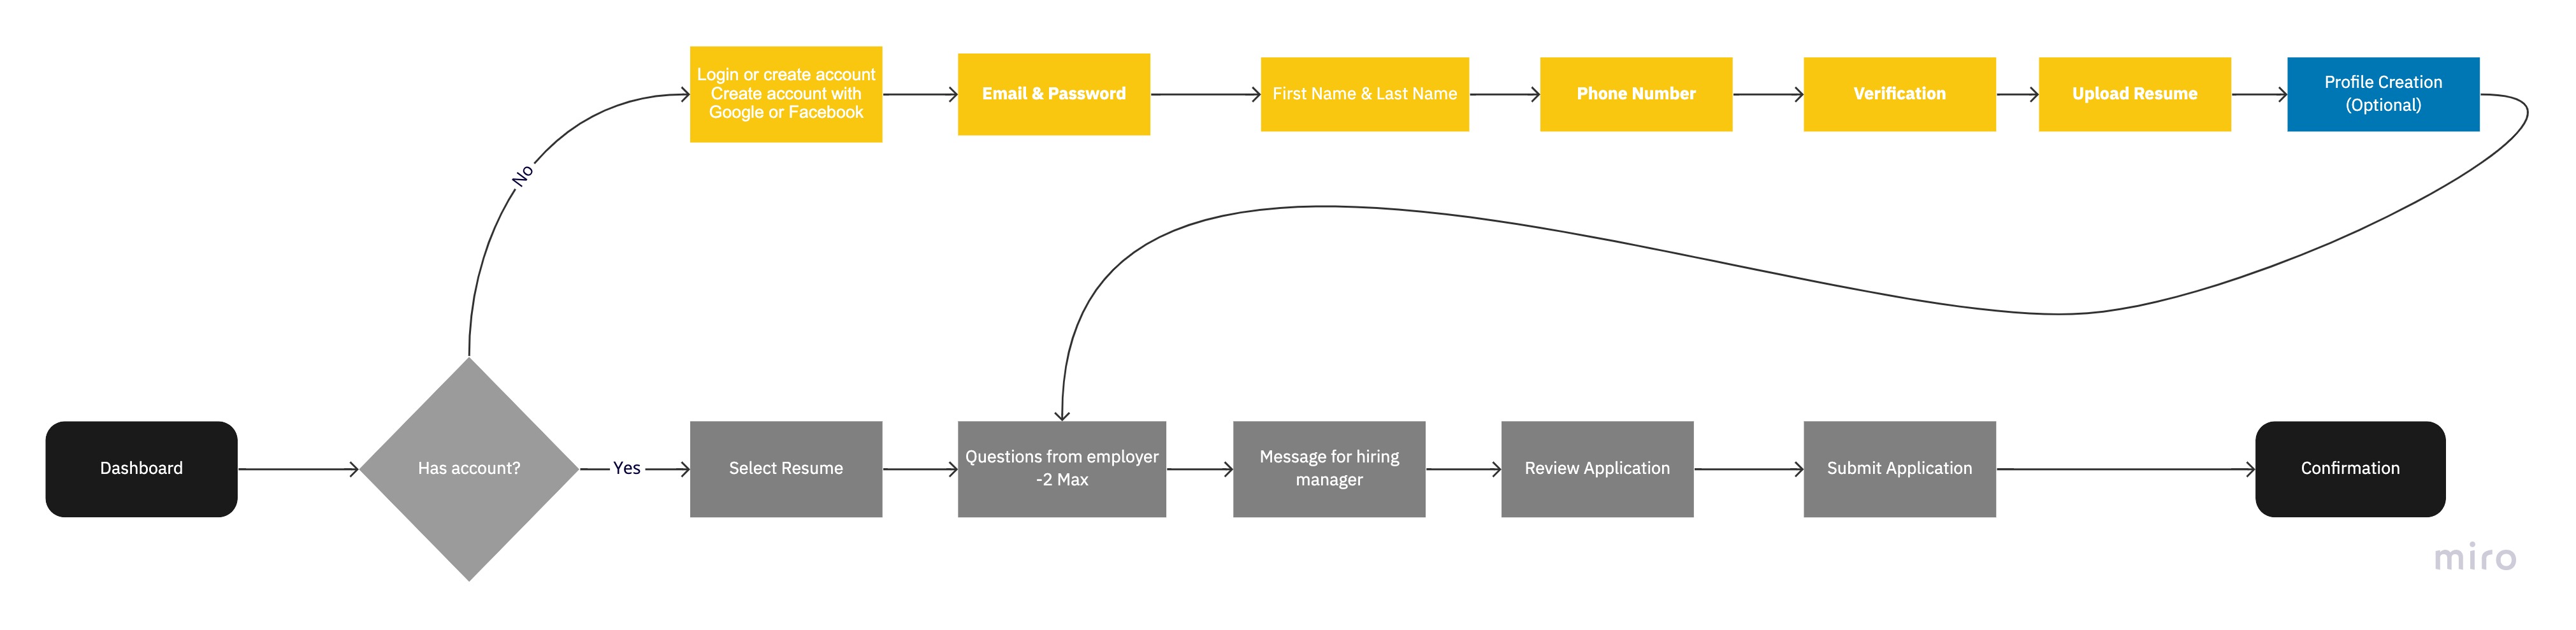 Login or create account
Create account with
Google or Facebook
Email & Password
First Name & Last Name
Phone Number
Verification
Upload Resume
Profile Creation
(Optional)
No
Dashboard
Has account?
Yes
Select Resume
Questions from employer
-2 Max
Message for hiring
manager
Review Application
Submit Application
Confirmation
miro